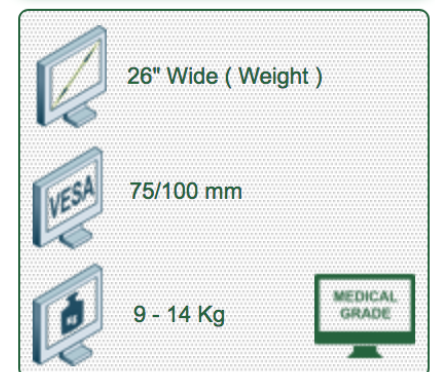 26" Wide ( Weight )
VESA
75/100 mm
KG
9 - 14 Kg
MEDICAL
GRADE